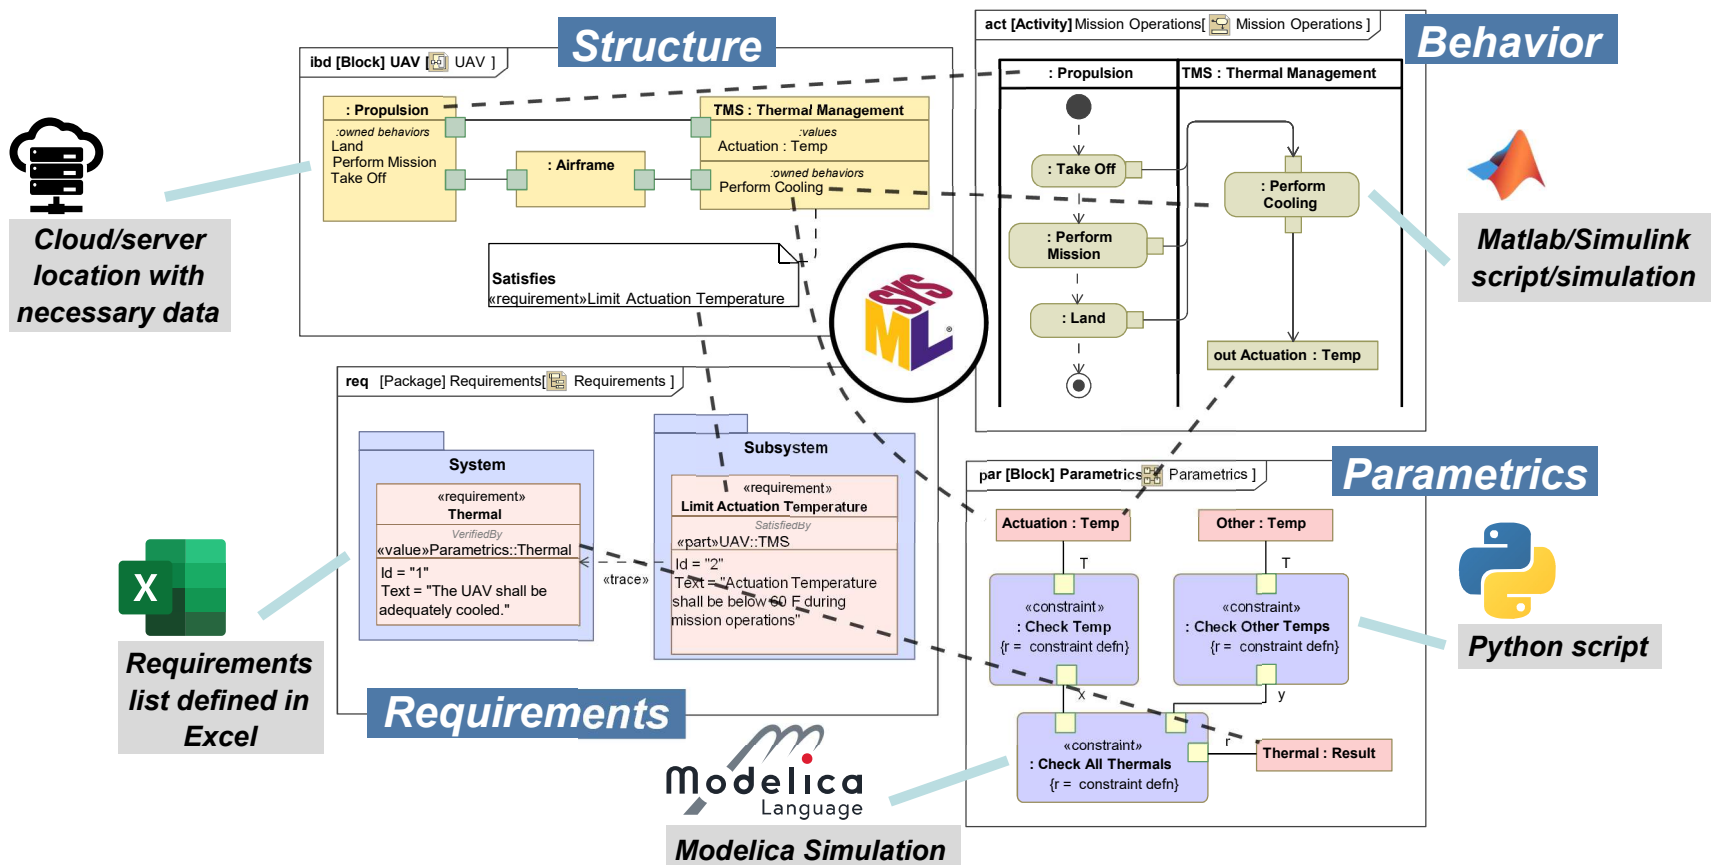 Structure
ibd [Block] UAV [ UAV ]
: Propulsion
:owned behaviors
Land
Perform Mission
Take Off
: Airframe
TMS : Thermal Management
:values
Actuation : Temp
:owned behaviors
Perform Cooling
Satisfies
«requirement»Limit Actuation Temperature
Cloud/server
location with
necessary data
SYS
ML®
Behavior
act [Activity] Mission Operations[ Mission Operations ]
: Propulsion
TMS : Thermal Management
: Take Off
: Perform
Mission
: Land
: Perform
Cooling
out Actuation : Temp
Matlab/Simulink
script/simulation
req [Package] Requirements[ Requirements ]
System
«requirement»
Thermal
VerifiedBy
«value»Parametrics::Thermal
Id = "1"
Text = "The UAV shall be
adequately cooled."
«trace»
Subsystem
«requirement»
Limit Actuation Temperature
SatisfiedBy
«part»UAV::TMS
Id = "2"
Text = "Actuation Temperature
shall be below 60 F during
mission operations"
Requirements
X
Requirements
list defined in
Excel
Parametrics
par [Block] Parametrics[ Parametrics ]
Actuation : Temp
Other : Temp
T
T
«constraint»
: Check Temp
{r = constraint defn}
«constraint»
: Check Other Temps
{r = constraint defn}
x
y
«constraint»
: Check All Thermals
{r = constraint defn}
r
Thermal : Result
Python script
Modelica
Language
Modelica Simulation